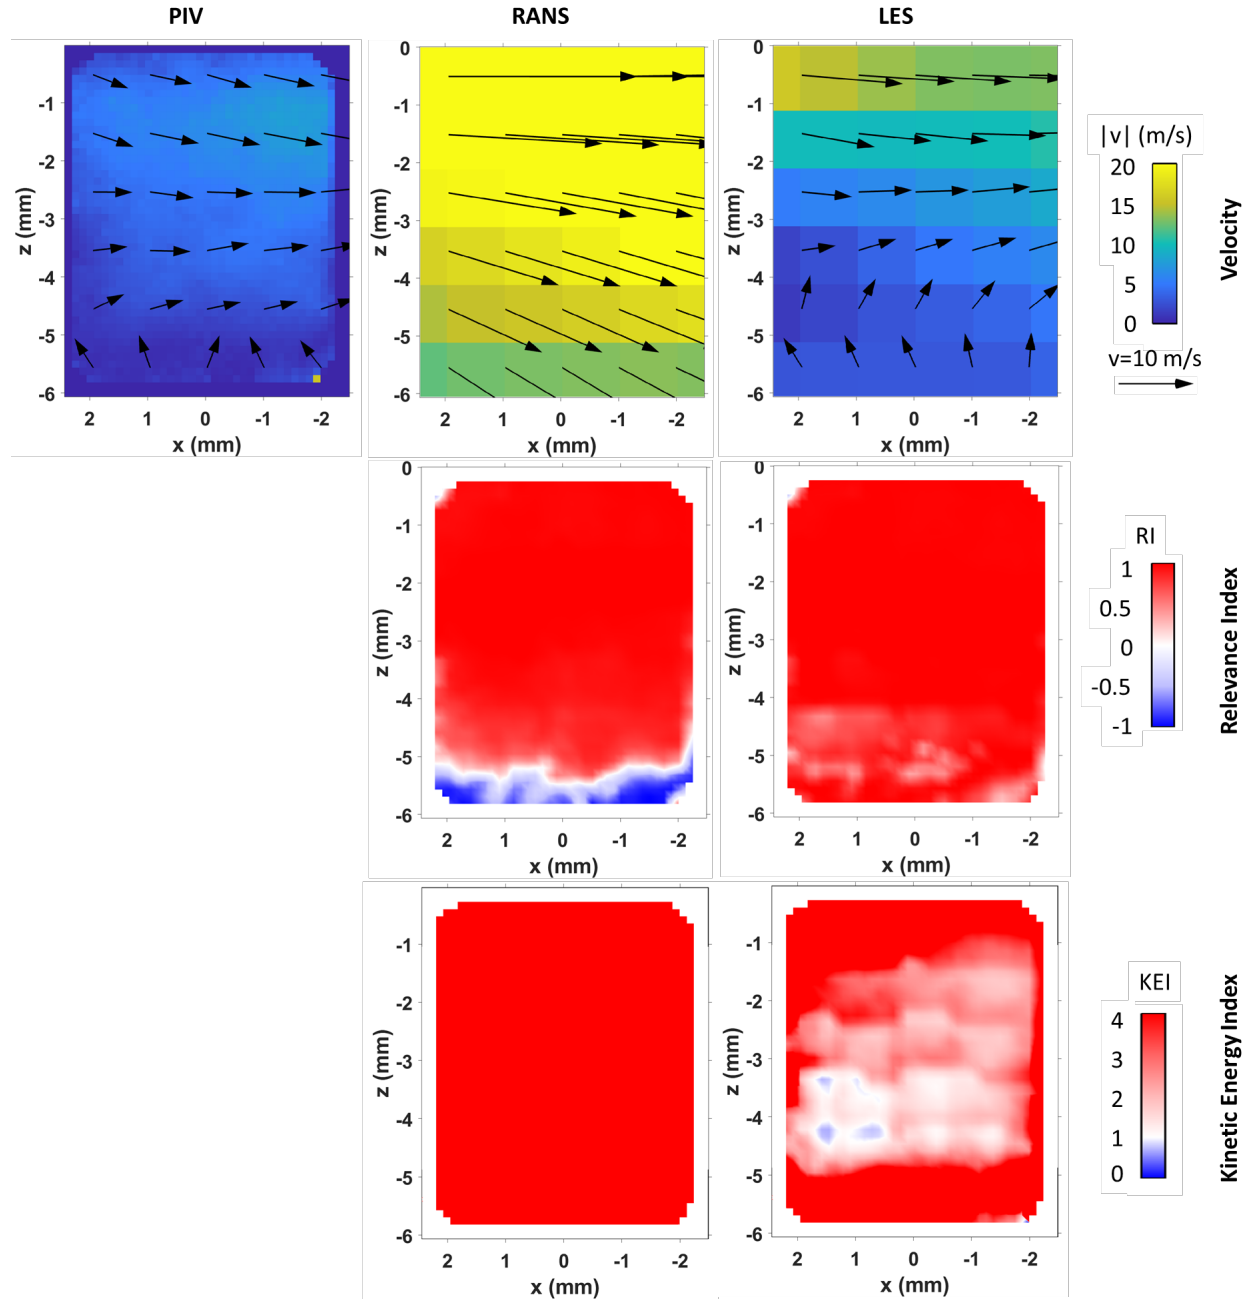 PIV RANS LES
-1
-2
-3
-4
-5
-6
z (mm)
2 1 0 -1 -2
x (mm)
0
-1
-2
-3
-4
-5
-6
z (mm)
2 1 0 -1 -2
x (mm)
0
-1
-2
-3
-4
-5
-6
z (mm)
2 1 0 -1 -2
x (mm)
|v| (m/s)
20
15
10
5
0
v=10 m/s
Velocity
0
-1
-2
-3
-4
-5
-6
z (mm)
2 1 0 -1 -2
x (mm)
0
-1
-2
-3
-4
-5
-6
z (mm)
2 1 0 -1 -2
x (mm)
RI
1
0.5
0
-0.5
-1
Relevance Index
-1
-2
-3
-4
-5
-6
z (mm)
2 1 0 -1 -2
x (mm)
-1
-2
-3
-4
-5
-6
z (mm)
2 1 0 -1 -2
x (mm)
KEI
4
3
2
1
0
Kinetic Energy Index